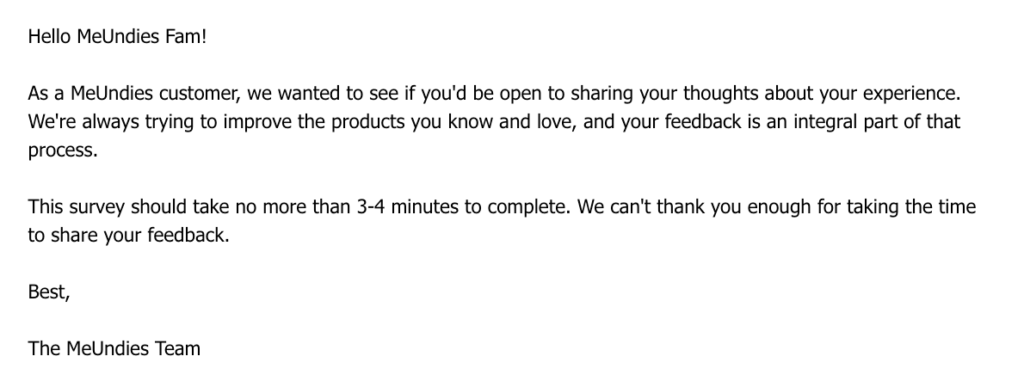 Hello MeUndies Fam!
As a MeUndies customer, we wanted to see if you'd be open to sharing your thoughts about your experience.
We're always trying to improve the products you know and love, and your feedback is an integral part of that
process.
This survey should take no more than 3-4 minutes to complete. We can't thank you enough for taking the time
to share your feedback.
Best,
The MeUndies Team